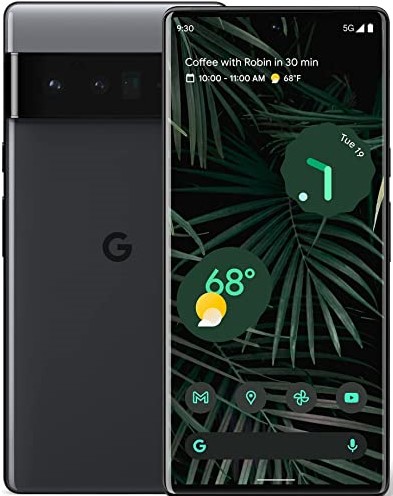 9:30
5G
Coffee with Robin in 30 min
10:00 - 11:00 AM 68°F
Tue 19
68°
G
G